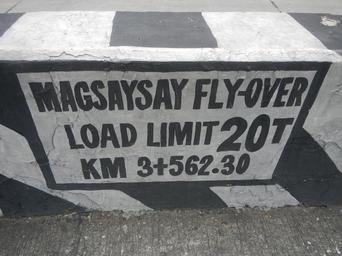 MAGSAYSAY FLY-OVER
LOAD LIMIT 20T
KM 3+562.30